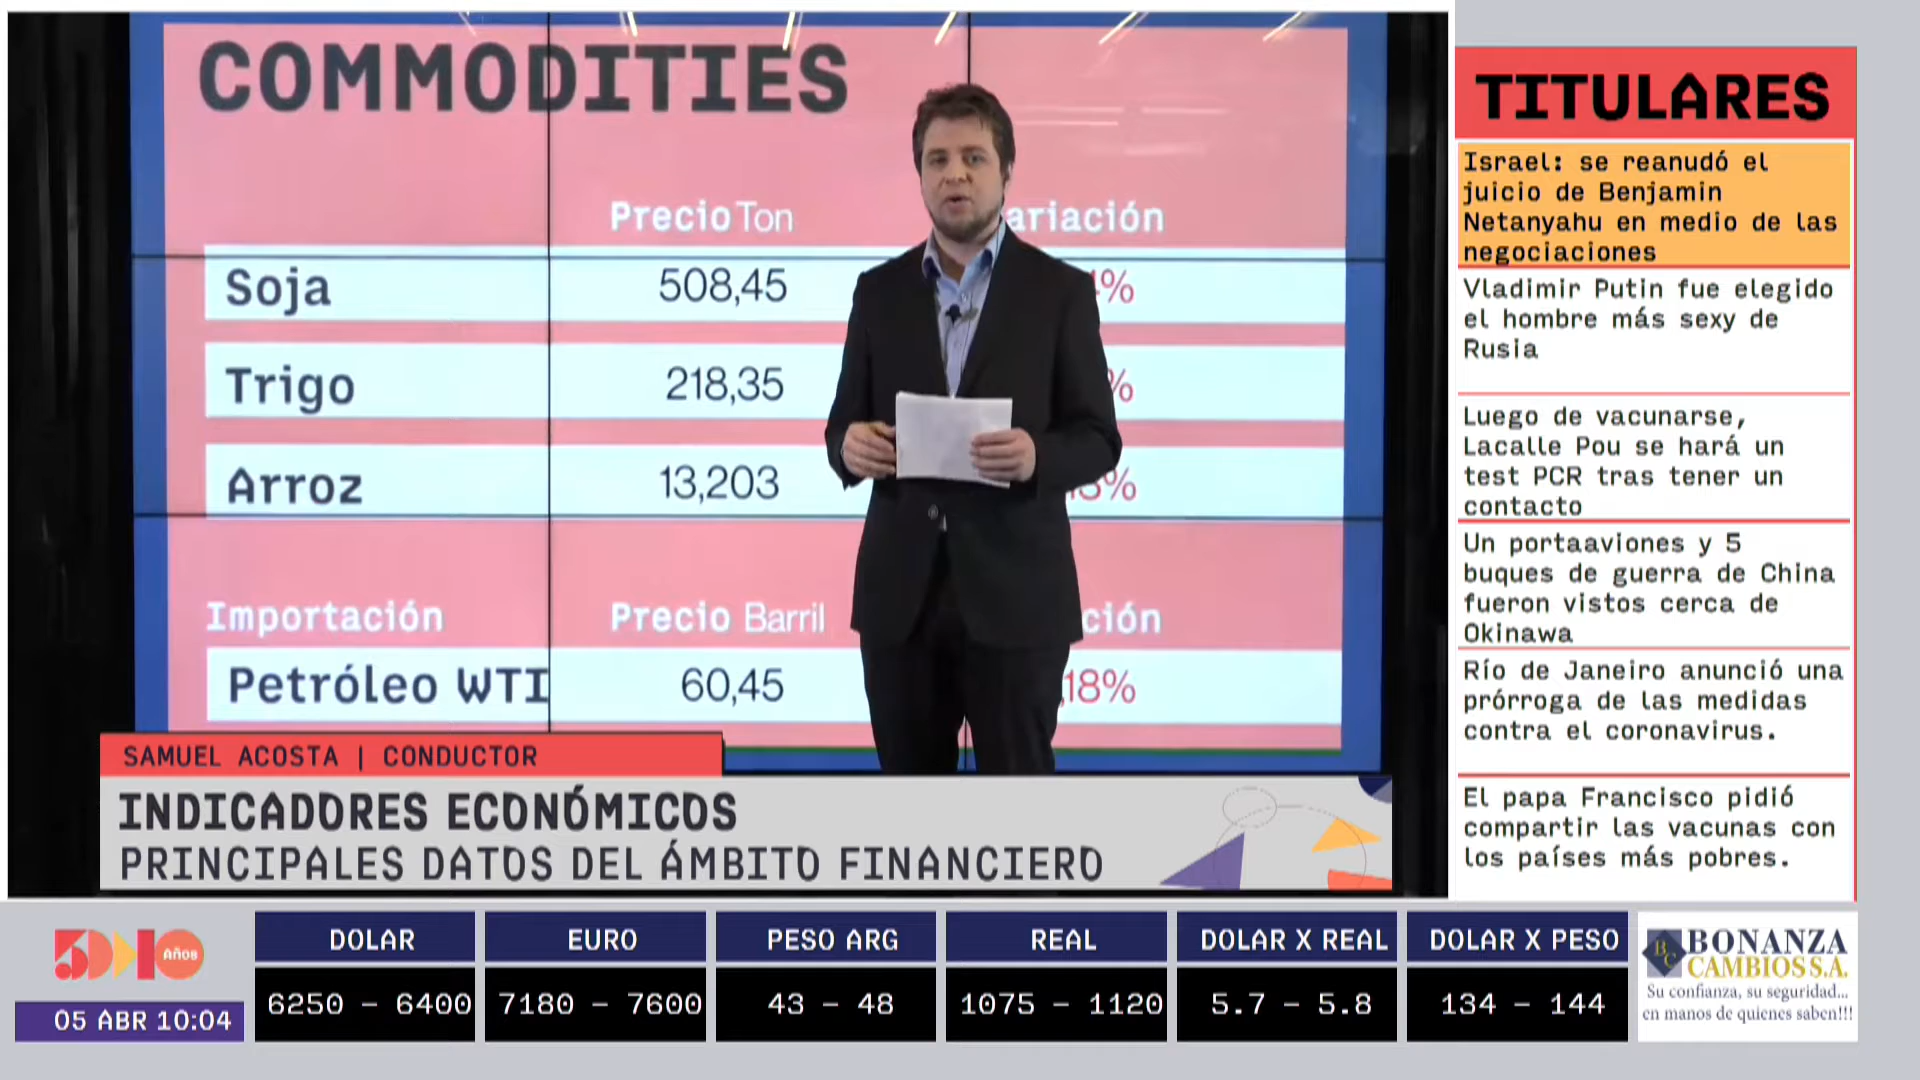 COMMODITIES
Precio Ton
Soja 508,45
Trigo 218,35
Arroz 13,203
Importación Precio Barril
Petróleo WTI 60,45 18%
SAMUEL ACOSTA | CONDUCTOR
INDICADORES ECONÓMICOS
PRINCIPALES DATOS DEL ÁMBITO FINANCIERO
TITULARES
Israel: se reanudó el
juicio de Benjamin
Netanyahu en medio de las
negociaciones
Vladimir Putin fue elegido
el hombre más sexy de
Rusia
Luego de vacunarse,
Lacalle Pou se hará un
test PCR tras tener un
contacto
Un portaaviones y 5
buques de guerra de China
fueron vistos cerca de
Okinawa
Río de Janeiro anunció una
prórroga de las medidas
contra el coronavirus.
El papa Francisco pidió
compartir las vacunas con
los países más pobres.
Años
05 ABR 10:04
DOLAR EURO PESO ARG REAL DOLAR X REAL DOLAR X PESO
6250 - 6400 7180 - 7600 43 - 48 1075 - 1120 5.7 - 5.8 134 - 144
BC BONANZA
CAMBIOS S.A.
Su confianza, su seguridad...
en manos de quienes saben!!!